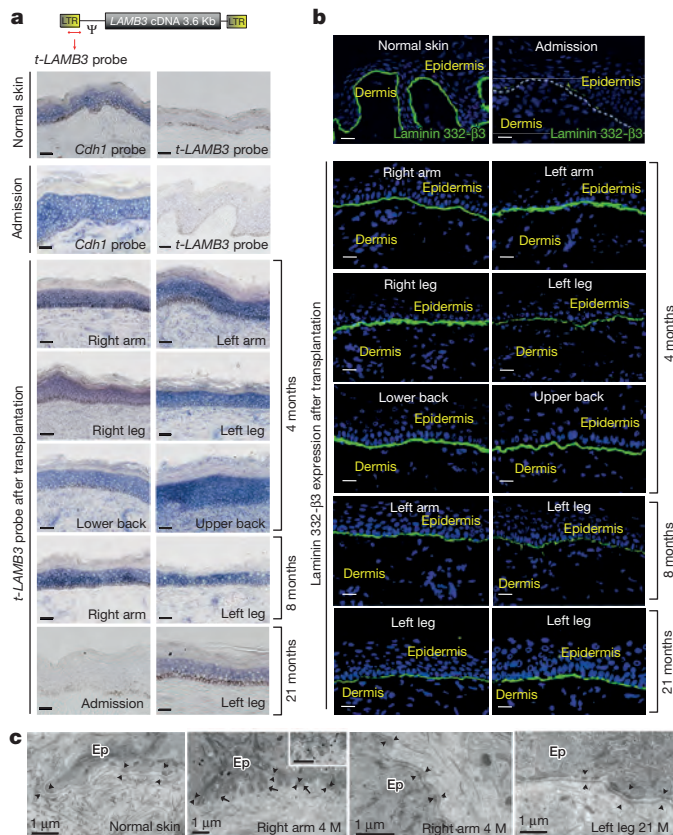 a
LTR
LAMB3 cDNA 3.6 Kb
LTR
Ψ
t-LAMB3 probe
Normal skin
Cdh1 probe
t-LAMB3 probe
Admission
Cdh1 probe
t-LAMB3 probe
t-LAMB3 probe after transplantation
Right arm
Left arm
Right leg
Left leg
Lower back
Upper back
4 months
Right arm
Left leg
8 months
Admission
Left leg
21 months
b
Normal skin
Epidermis
Dermis
Laminin 332-β3
Admission
Epidermis
Dermis
Laminin 332-β3
Laminin 332-β3 expression after transplantation
Right arm
Epidermis
Dermis
Left arm
Epidermis
Dermis
Right leg
Epidermis
Dermis
Left leg
Epidermis
Dermis
Lower back
Epidermis
Dermis
Upper back
Epidermis
Dermis
4 months
Left arm
Epidermis
Dermis
Left leg
Epidermis
Dermis
8 months
Left leg
Epidermis
Dermis
Left leg
Epidermis
Dermis
21 months
c
Ep
1 μm
Normal skin
Ep
1 μm
Right arm 4 M
Ep
1 μm
Right arm 4 M
Ep
1 μm
Left leg 21 M